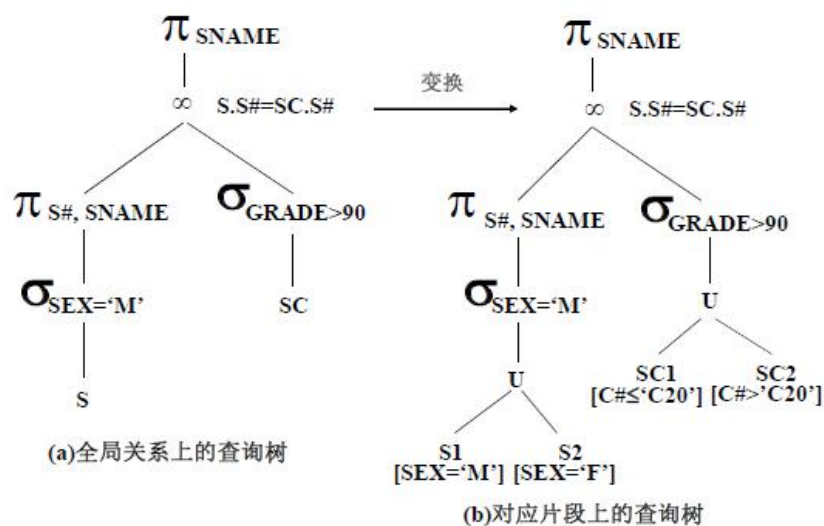 π SNAME
∞ S.S#=SC.S#
π S#, SNAME
σ GRADE>90
σ SEX=‘M’
SC
S
(a)全局关系上的查询树
变换
π SNAME
∞ S.S#=SC.S#
π S#, SNAME
σ GRADE>90
σ SEX=‘M’
U
U
SC1
[C#≤‘C20’]
SC2
[C#>’C20’]
S1
[SEX=‘M’]
S2
[SEX=‘F’]
(b)对应片段上的查询树